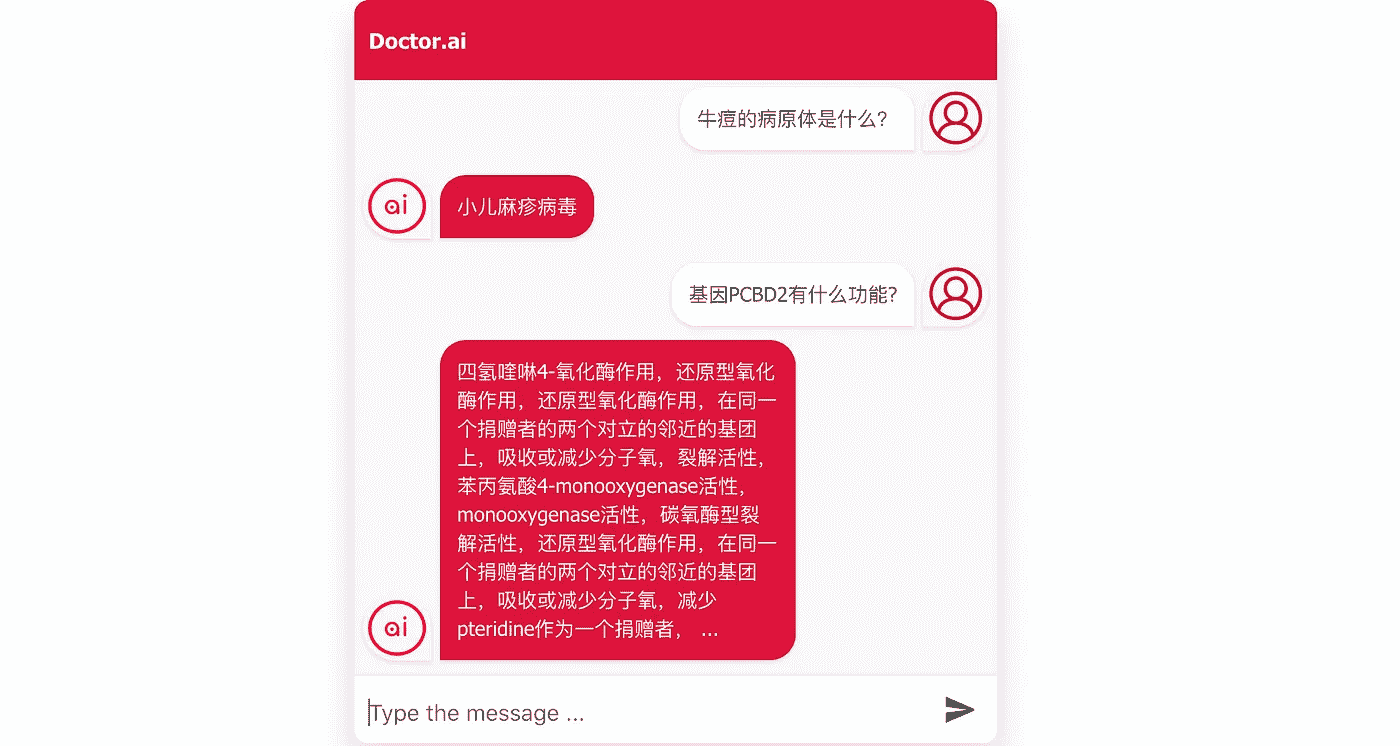 Doctor.ai
牛痘的病原体是什么?
ai
小儿麻疹病毒
基因PCBD2有什么功能?
四氢喹啉4-氧化酶作用，还原型氧化
酶作用，还原型氧化酶作用，在同一
个捐赠者的两个对立的邻近的基团
上，吸收或减少分子氧，裂解活性，
苯丙氨酸4-monooxygenase活性，
monooxygenase活性，碳氧酶型裂
解活性，还原型氧化酶作用，在同一
个捐赠者的两个对立的邻近的基团
上，吸收或减少分子氧，减少
pteridine作为一个捐赠者， ...
ai
Type the message ...